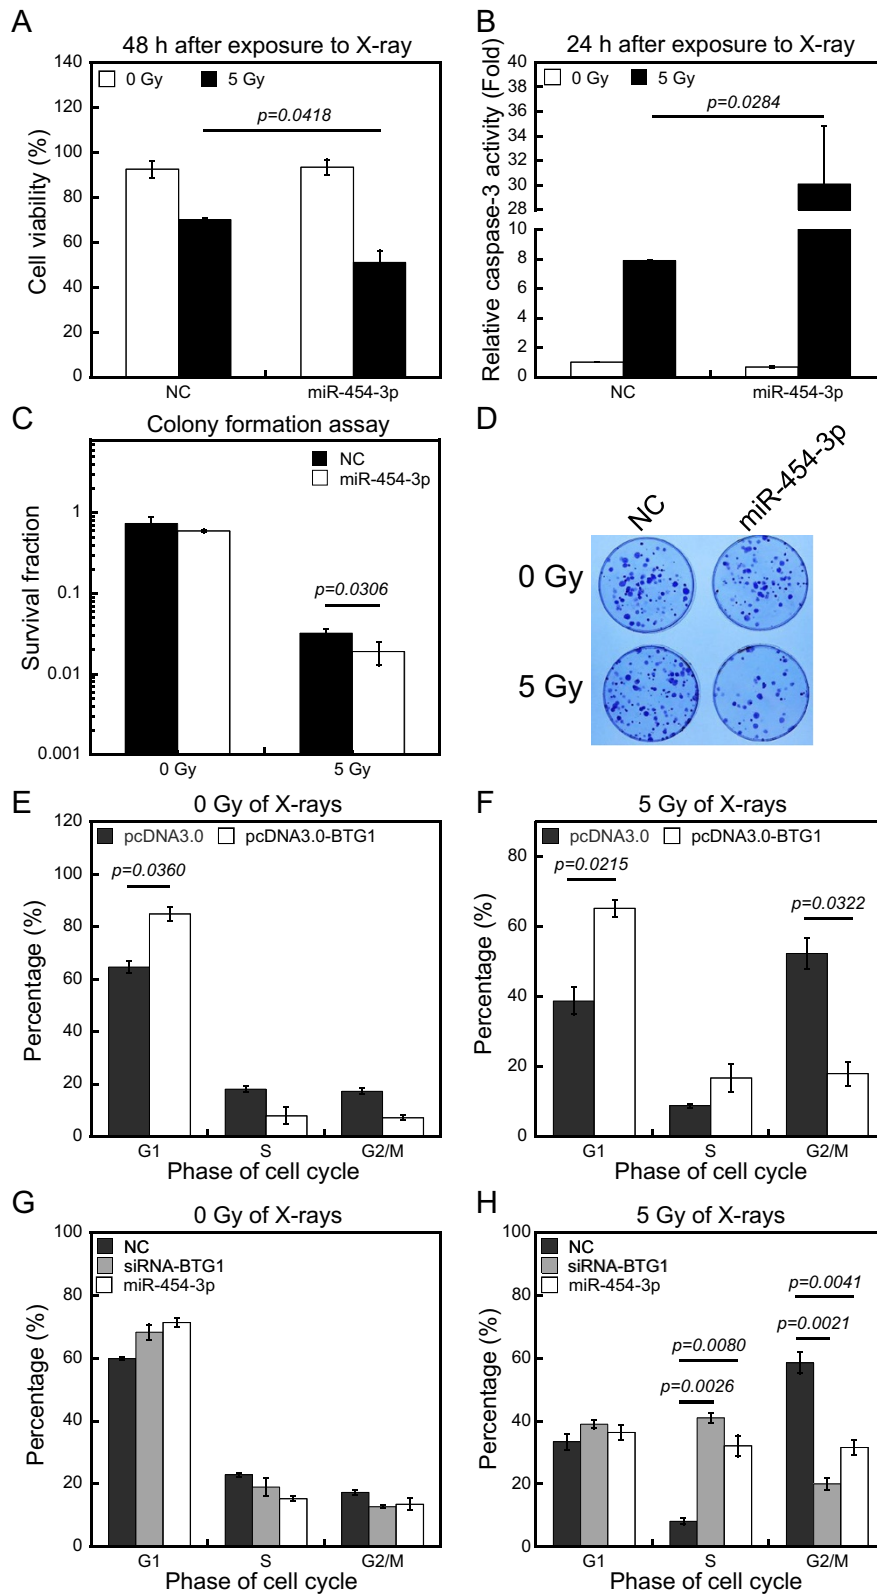 A
48 h after exposure to X-ray
140
120
100
80
60
40
20
0
Cell viability (%)
0 Gy 5 Gy
p=0.0418
NC miR-454-3p
B
24 h after exposure to X-ray
40
38
36
34
32
30
28
10
8
6
4
2
0
Relative caspase-3 activity (Fold)
0 Gy 5 Gy
p=0.0284
NC miR-454-3p
C
Colony formation assay
1
0.1
0.01
0.001
Survival fraction
NC
miR-454-3p
p=0.0306
0 Gy 5 Gy
D
NC miR-454-3p
0 Gy
5 Gy
E
0 Gy of X-rays
120
100
80
60
40
20
0
Percentage (%)
pcDNA3.0 pcDNA3.0-BTG1
p=0.0360
G1 S G2/M
Phase of cell cycle
F
5 Gy of X-rays
80
60
40
20
0
Percentage (%)
pcDNA3.0 pcDNA3.0-BTG1
p=0.0215
p=0.0322
G1 S G2/M
Phase of cell cycle
G
0 Gy of X-rays
100
80
60
40
20
0
Percentage (%)
NC
siRNA-BTG1
miR-454-3p
G1 S G2/M
Phase of cell cycle
H
5 Gy of X-rays
100
80
60
40
20
0
Percentage (%)
NC
siRNA-BTG1
miR-454-3p
p=0.0041
p=0.0021
p=0.0080
p=0.0026
G1 S G2/M
Phase of cell cycle